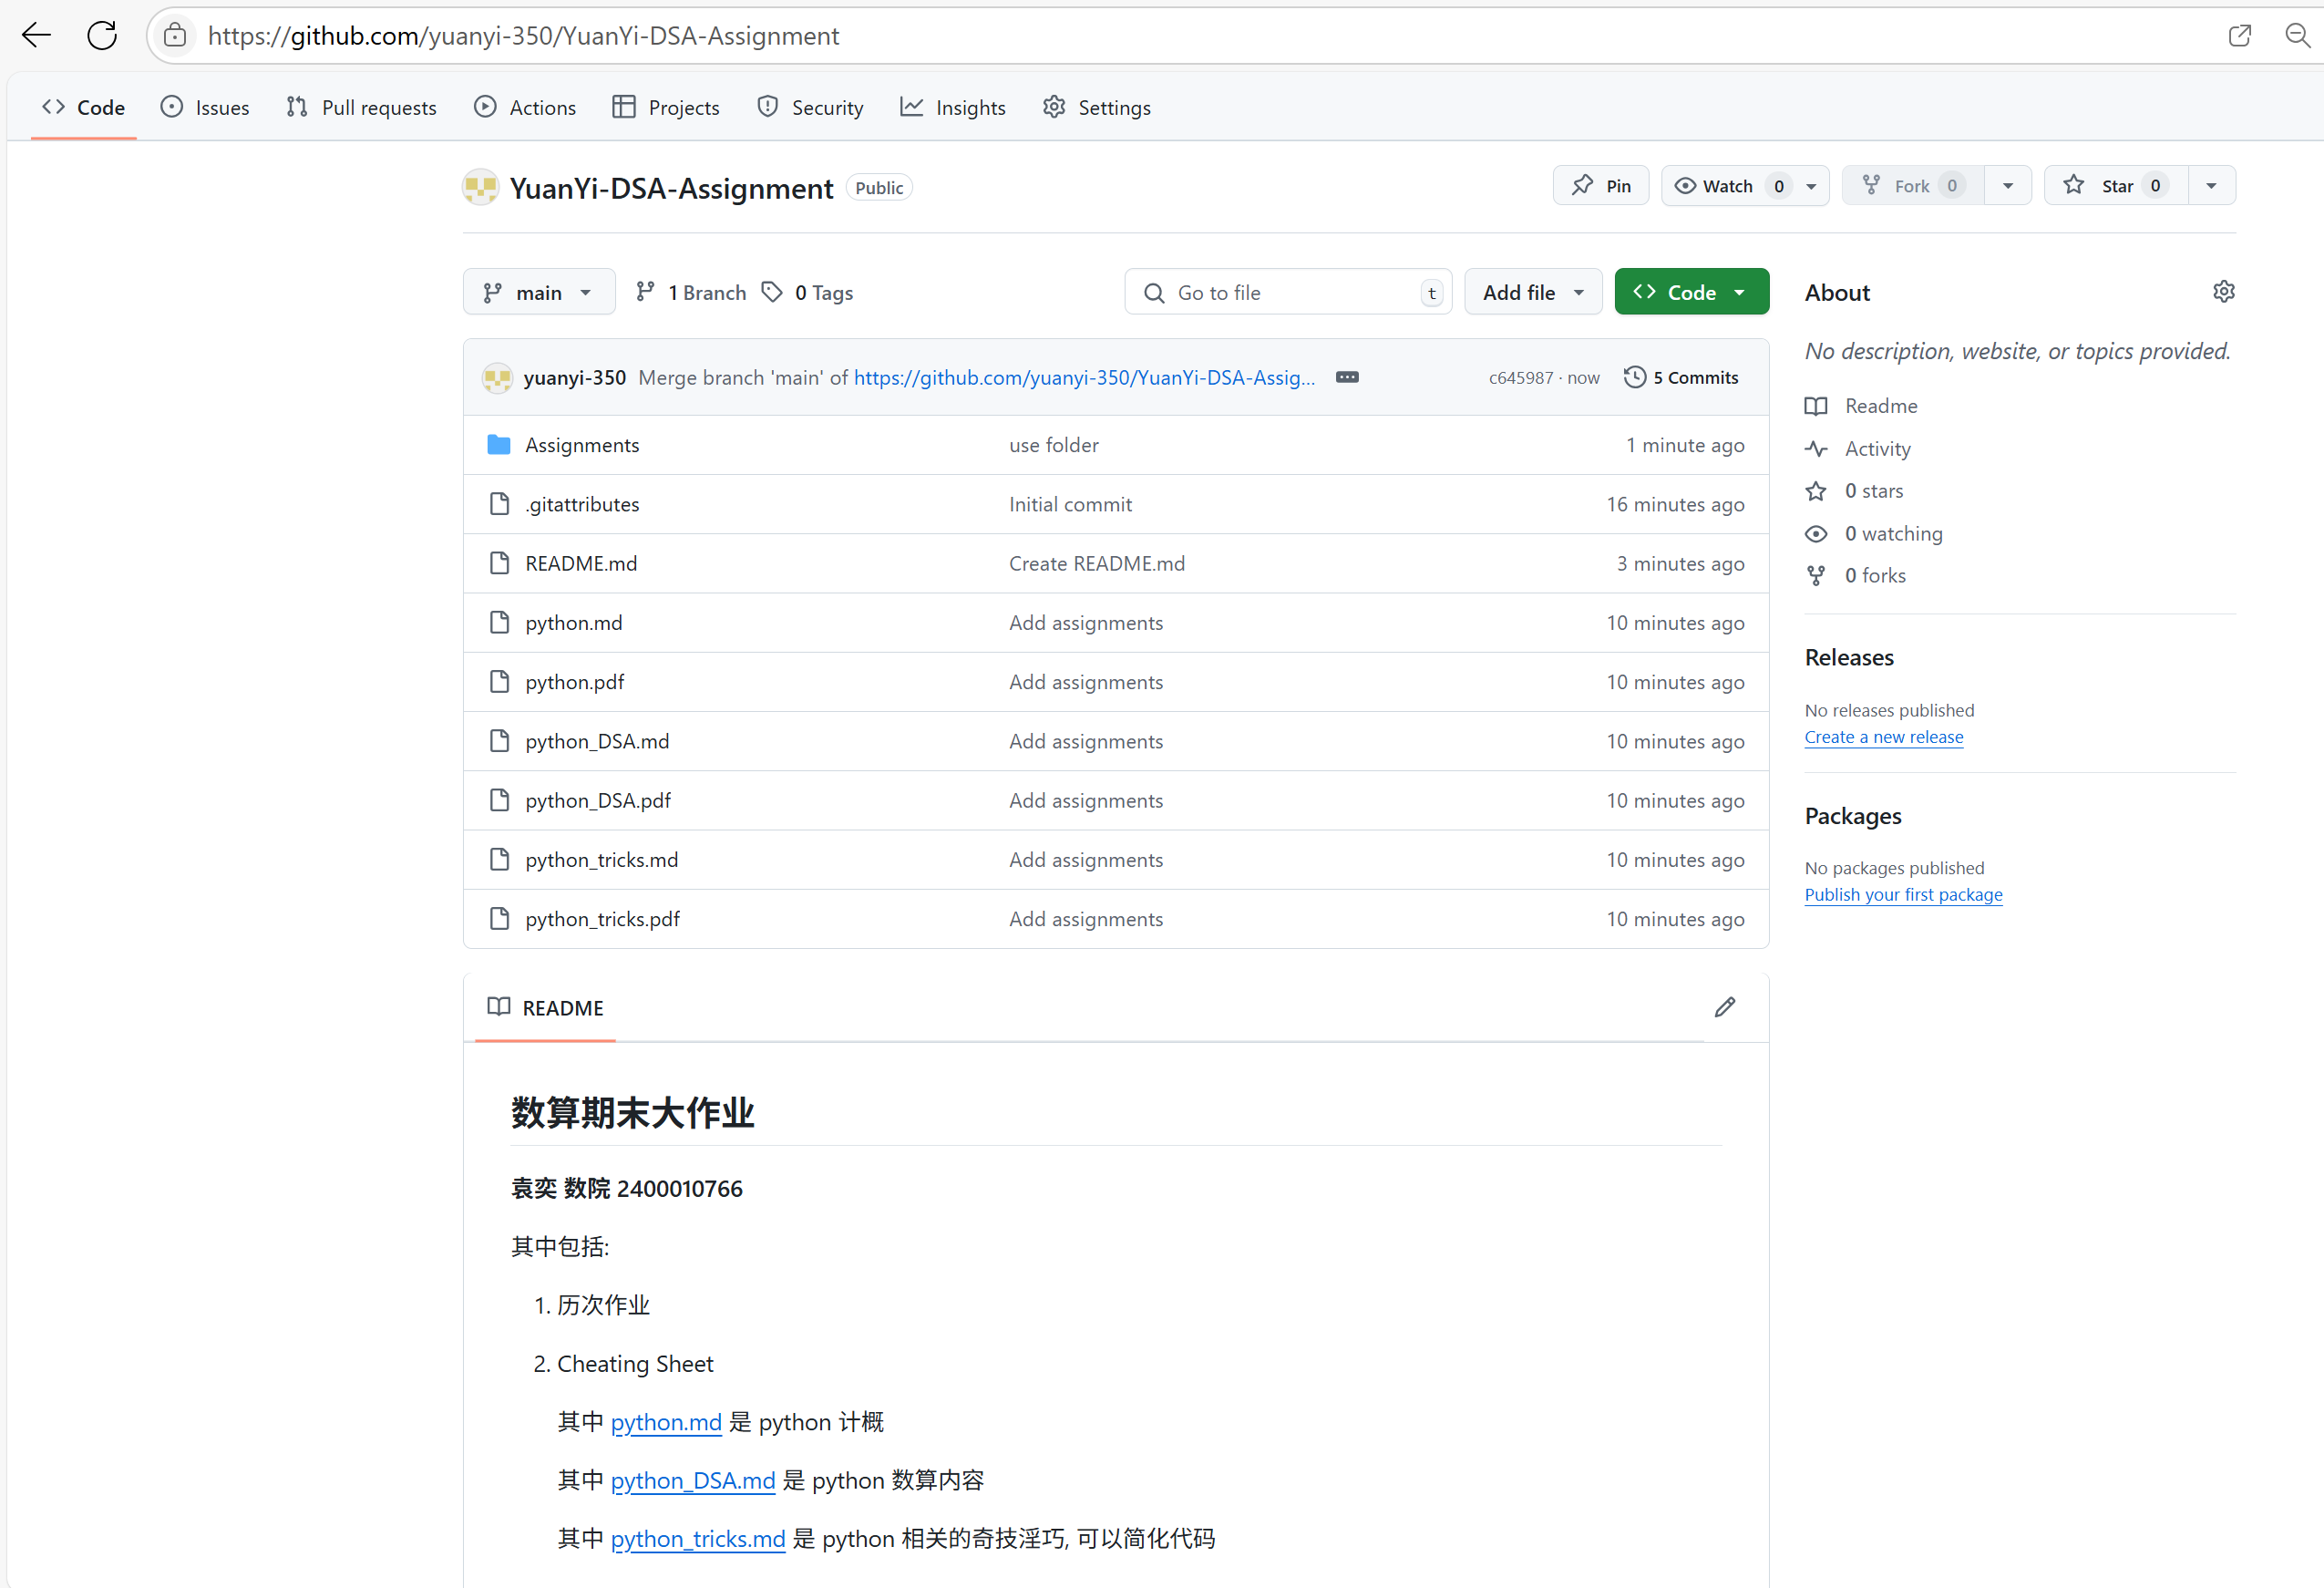 https://github.com/yuanyi-350/YuanYi-DSA-Assignment
Code Issues Pull requests Actions Projects Security Insights Settings
YuanYi-DSA-Assignment Public Pin Watch 0 Fork 0 Star 0
main 1 Branch 0 Tags Go to file t Add file Code
yuanyi-350 Merge branch 'main' of https://github.com/yuanyi-350/YuanYi-DSA-Assig... c645987 · now 5 Commits
Assignments use folder 1 minute ago
.gitattributes Initial commit 16 minutes ago
README.md Create README.md 3 minutes ago
python.md Add assignments 10 minutes ago
python.pdf Add assignments 10 minutes ago
python_DSA.md Add assignments 10 minutes ago
python_DSA.pdf Add assignments 10 minutes ago
python_tricks.md Add assignments 10 minutes ago
python_tricks.pdf Add assignments 10 minutes ago
README
数算期末大作业
袁奕 数院 2400010766
其中包括:
1. 历次作业
2. Cheating Sheet
其中 python.md 是 python 计概
其中 python_DSA.md 是 python 数算内容
其中 python_tricks.md 是 python 相关的奇技淫巧, 可以简化代码
About
No description, website, or topics provided.
Readme
Activity
0 stars
0 watching
0 forks
Releases
No releases published
Create a new release
Packages
No packages published
Publish your first package